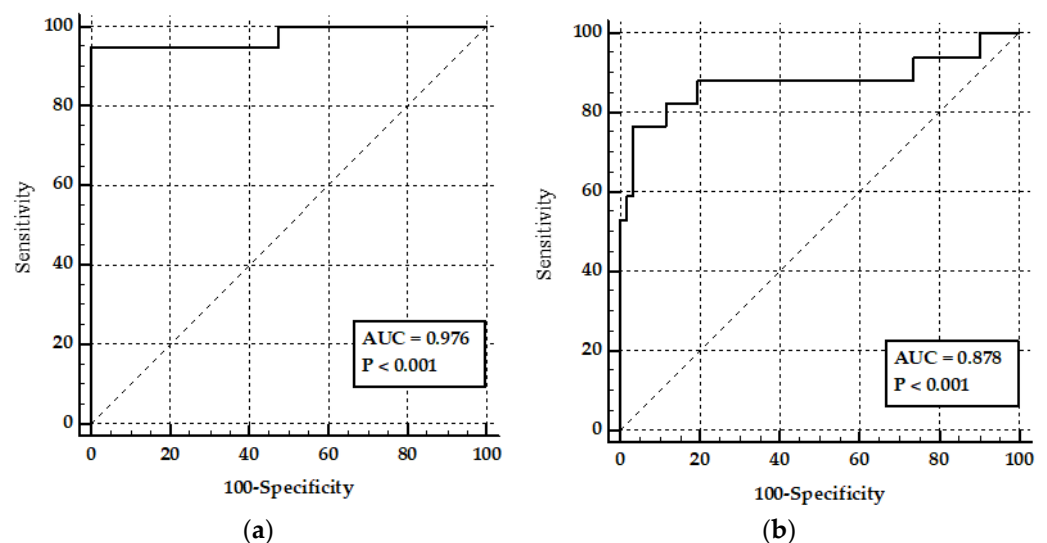 100
80
60
40
20
0
Sensitivity
AUC = 0.976
P < 0.001
0 20 40 60 80 100
100-Specificity
(a)
100
80
60
40
20
0
Sensitivity
AUC = 0.878
P < 0.001
0 20 40 60 80 100
100-Specificity
(b)